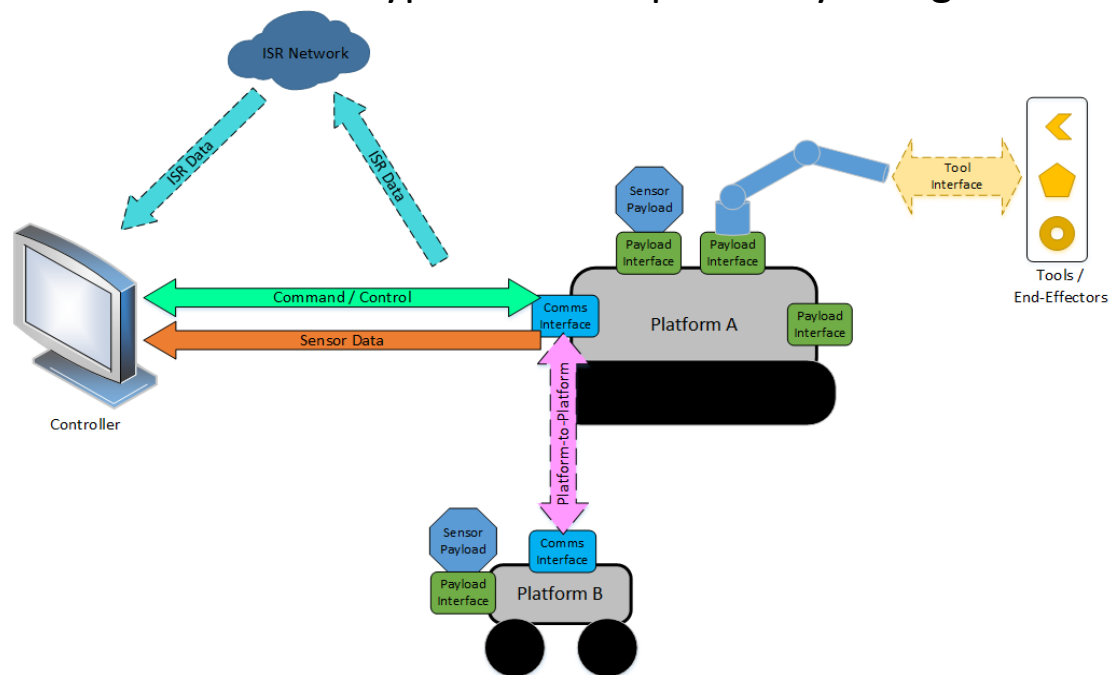 ISR Network
ISR Data
ISR Data
Sensor
Payload
Tool
Interface
Payload
Interface
Payload
Interface
Tools /
End-Effectors
Command / Control
Comms
Interface
Platform A
Payload
Interface
Sensor Data
Controller
Platform-to-Platform
Sensor
Payload
Comms
Interface
Payload
Interface
Platform B